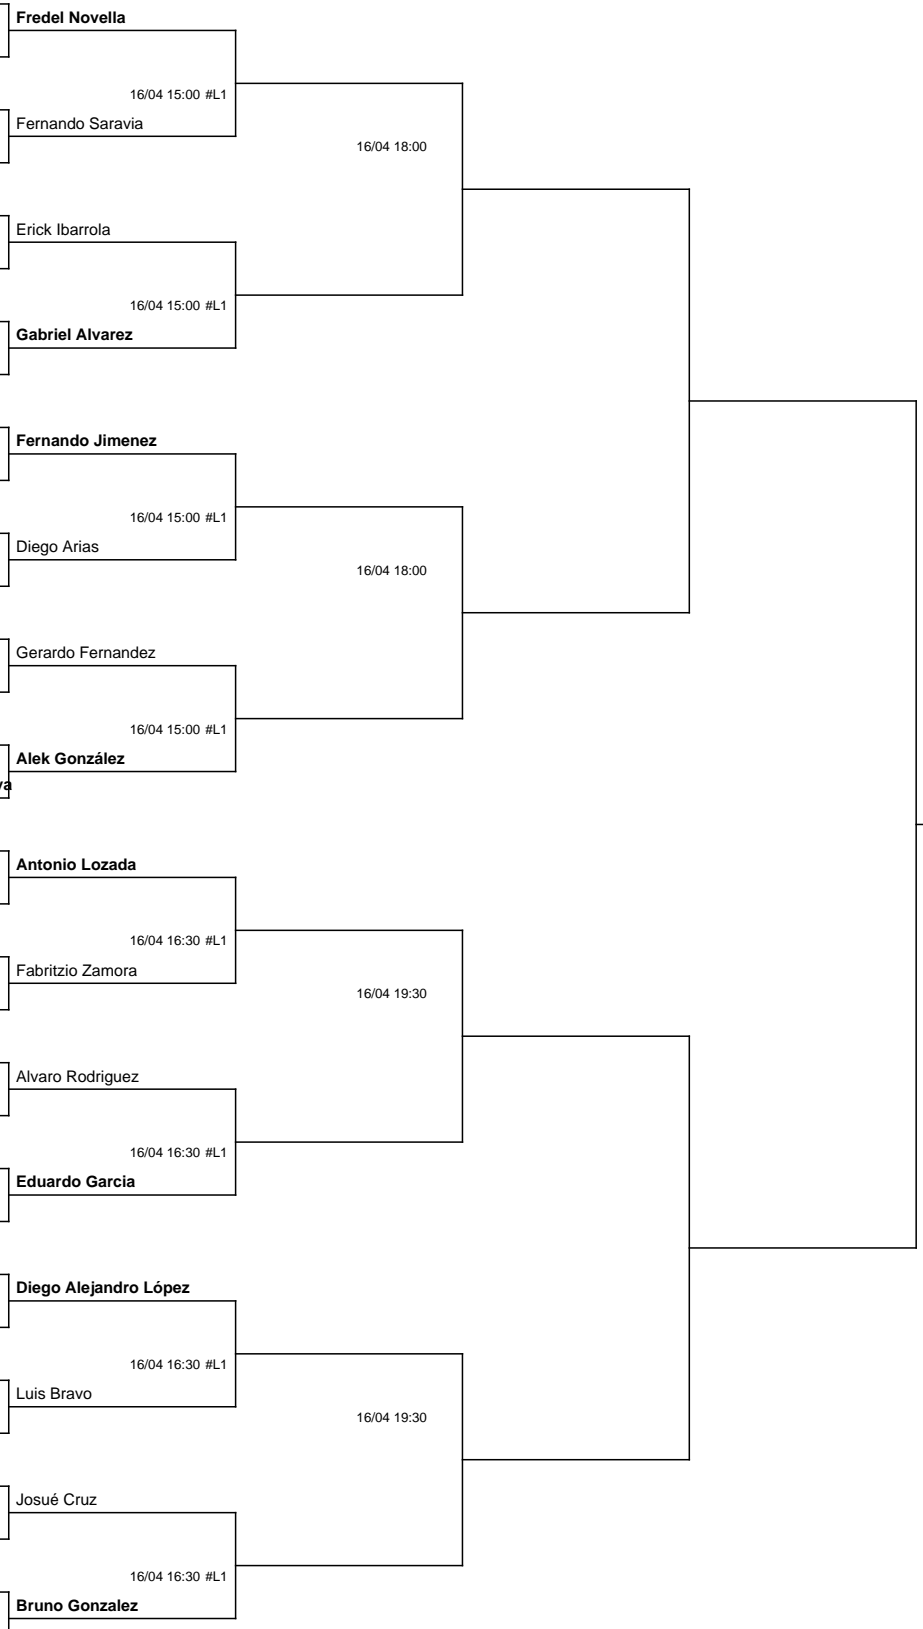 Fredel Novella
16/04 15:00 #L1
Fernando Saravia
16/04 18:00
Erick Ibarrola
16/04 15:00 #L1
Gabriel Alvarez
Fernando Jimenez
16/04 15:00 #L1
Diego Arias
16/04 18:00
Gerardo Fernandez
16/04 15:00 #L1
Alek González
va
Antonio Lozada
16/04 16:30 #L1
Fabritzio Zamora
16/04 19:30
Alvaro Rodriguez
16/04 16:30 #L1
Eduardo Garcia
Diego Alejandro López
16/04 16:30 #L1
Luis Bravo
16/04 19:30
Josué Cruz
16/04 16:30 #L1
Bruno Gonzalez